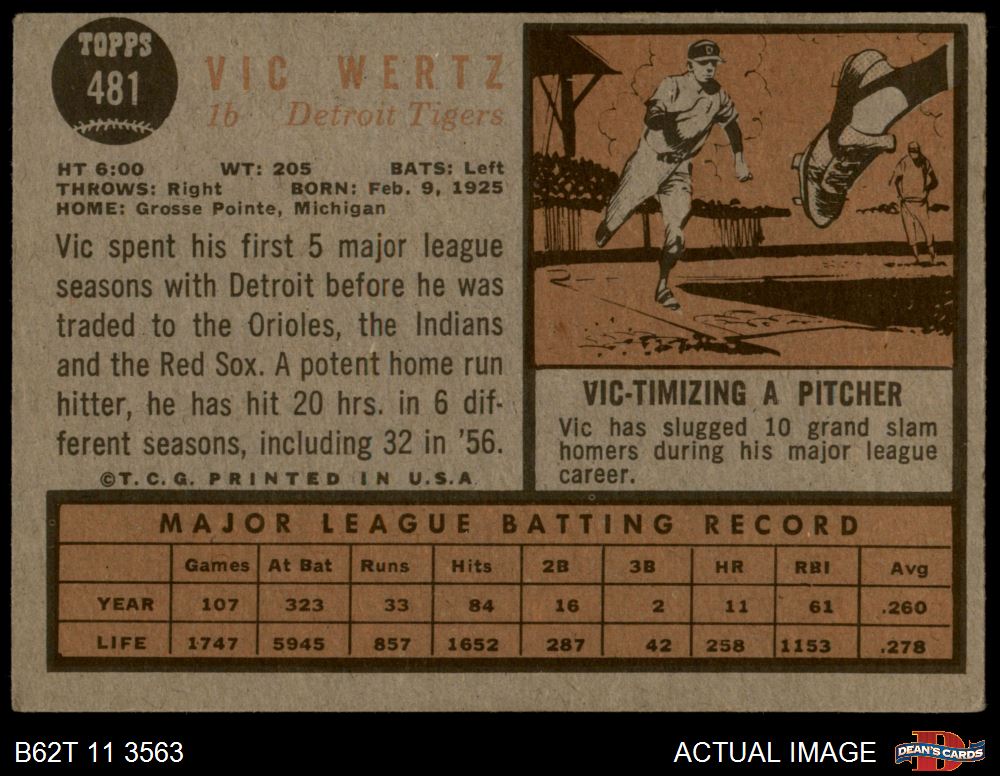 TOPPS
481
VIC WERTZ
1b Detroit Tigers
HT 6:00 WT: 205 BATS: Left
THROWS: Right BORN: Feb. 9, 1925
HOME: Grosse Pointe, Michigan
Vic spent his first 5 major league
seasons with Detroit before he was
traded to the Orioles, the Indians
and the Red Sox. A potent home run
hitter, he has hit 20 hrs. in 6 dif-
ferent seasons, including 32 in '56.
©T.C.G. PRINTED IN U.S.A.
VIC-TIMIZING A PITCHER
Vic has slugged 10 grand slam
homers during his major league
career.
MAJOR LEAGUE BATTING RECORD
Games At Bat Runs Hits 2B 3B HR RBI Avg
YEAR 107 323 33 84 16 2 11 61 .260
LIFE 1747 5945 857 1652 287 42 258 1153 .278
B62T 11 3563
ACTUAL IMAGE
D
DEAN'S CARDS